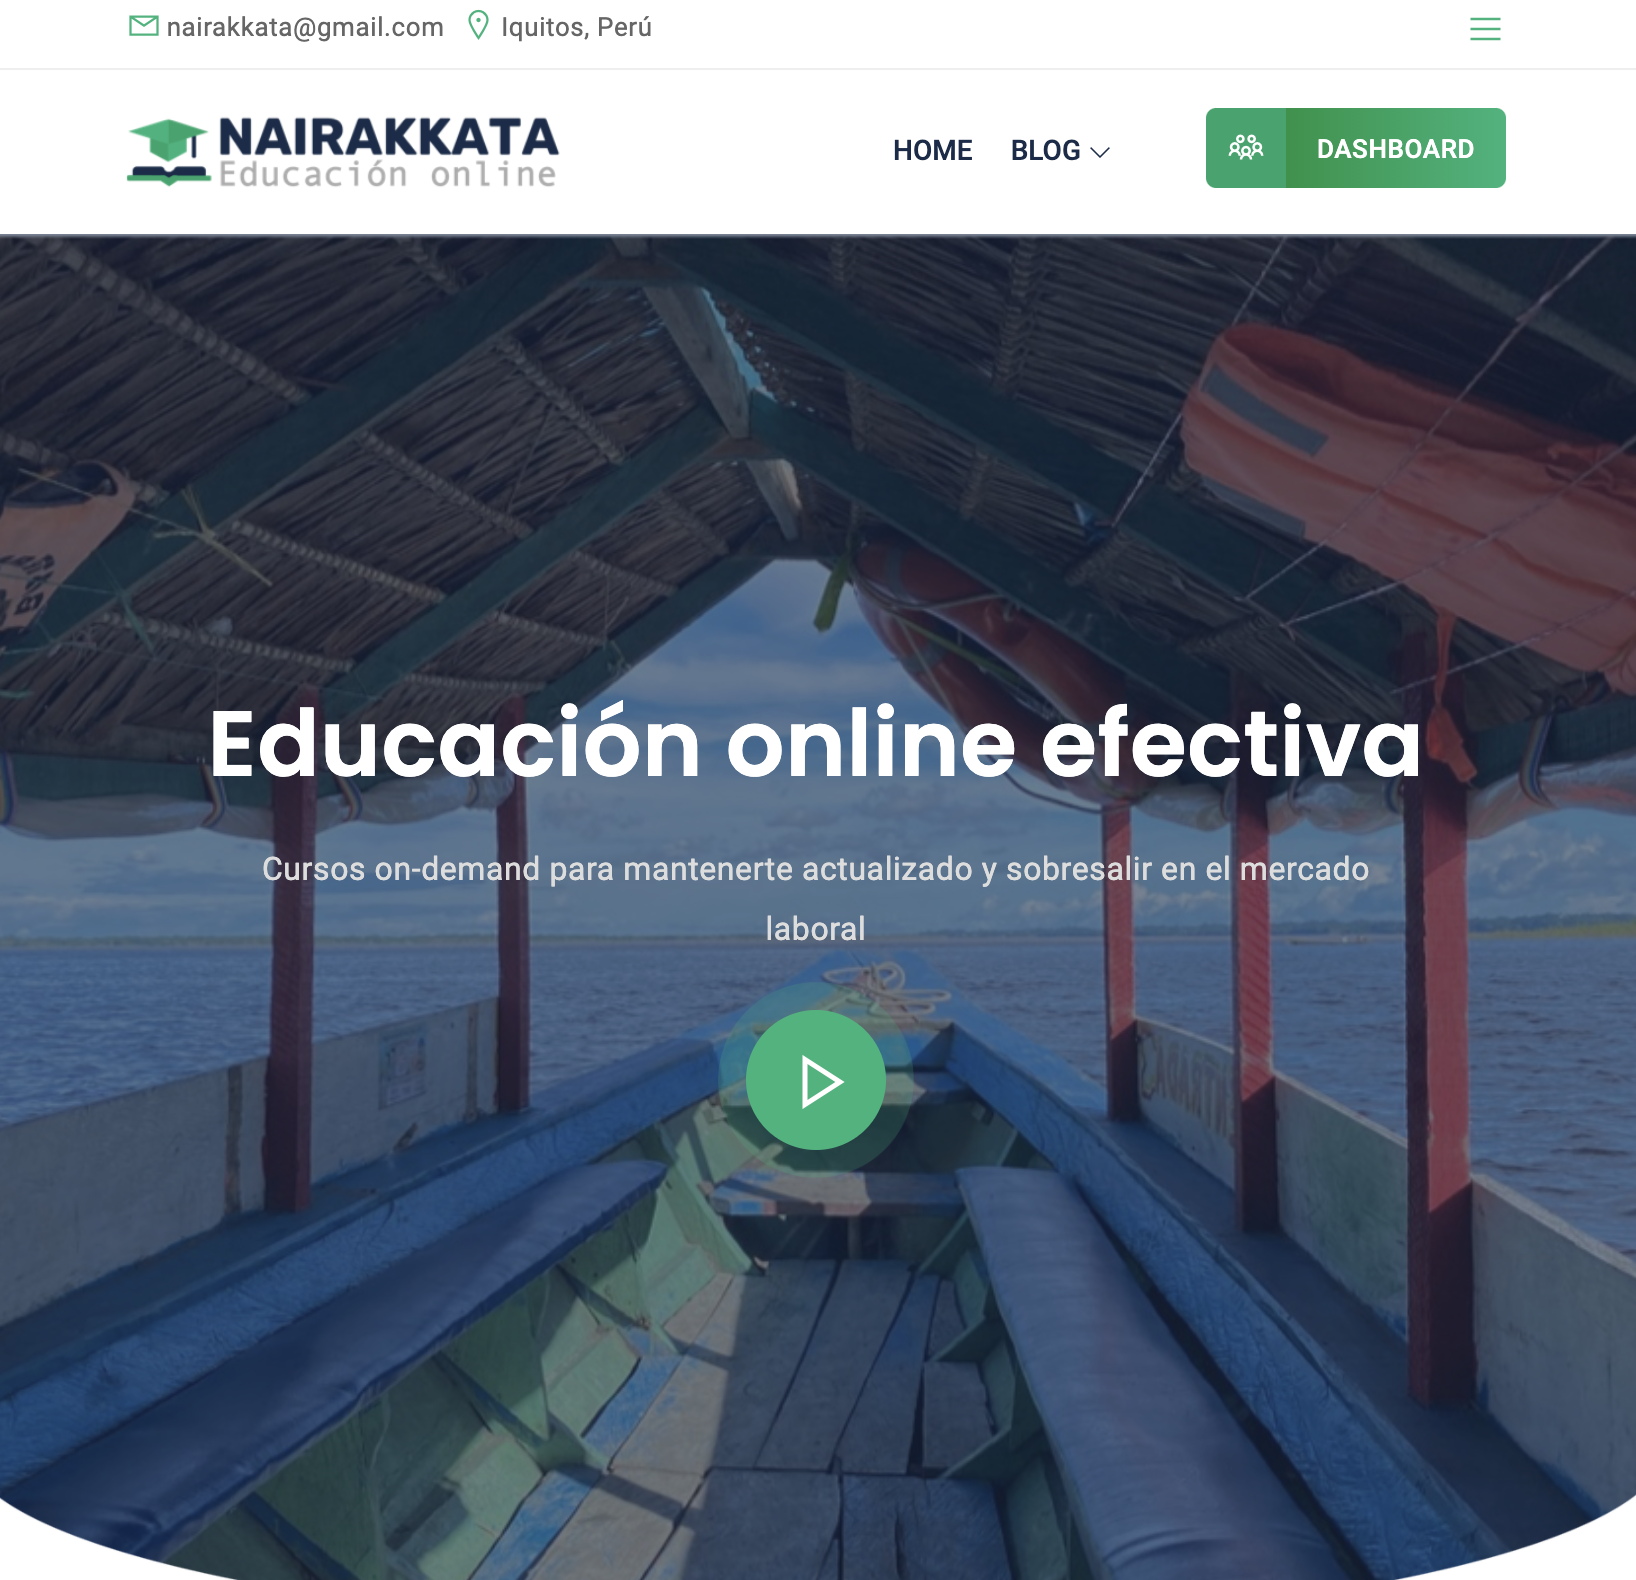 nairakkata@gmail.com Iquitos, Perú
NAIRAKKATA
Educación online
HOME BLOG
DASHBOARD
Educación online efectiva
Cursos on-demand para mantenerte actualizado y sobresalir en el mercado
laboral